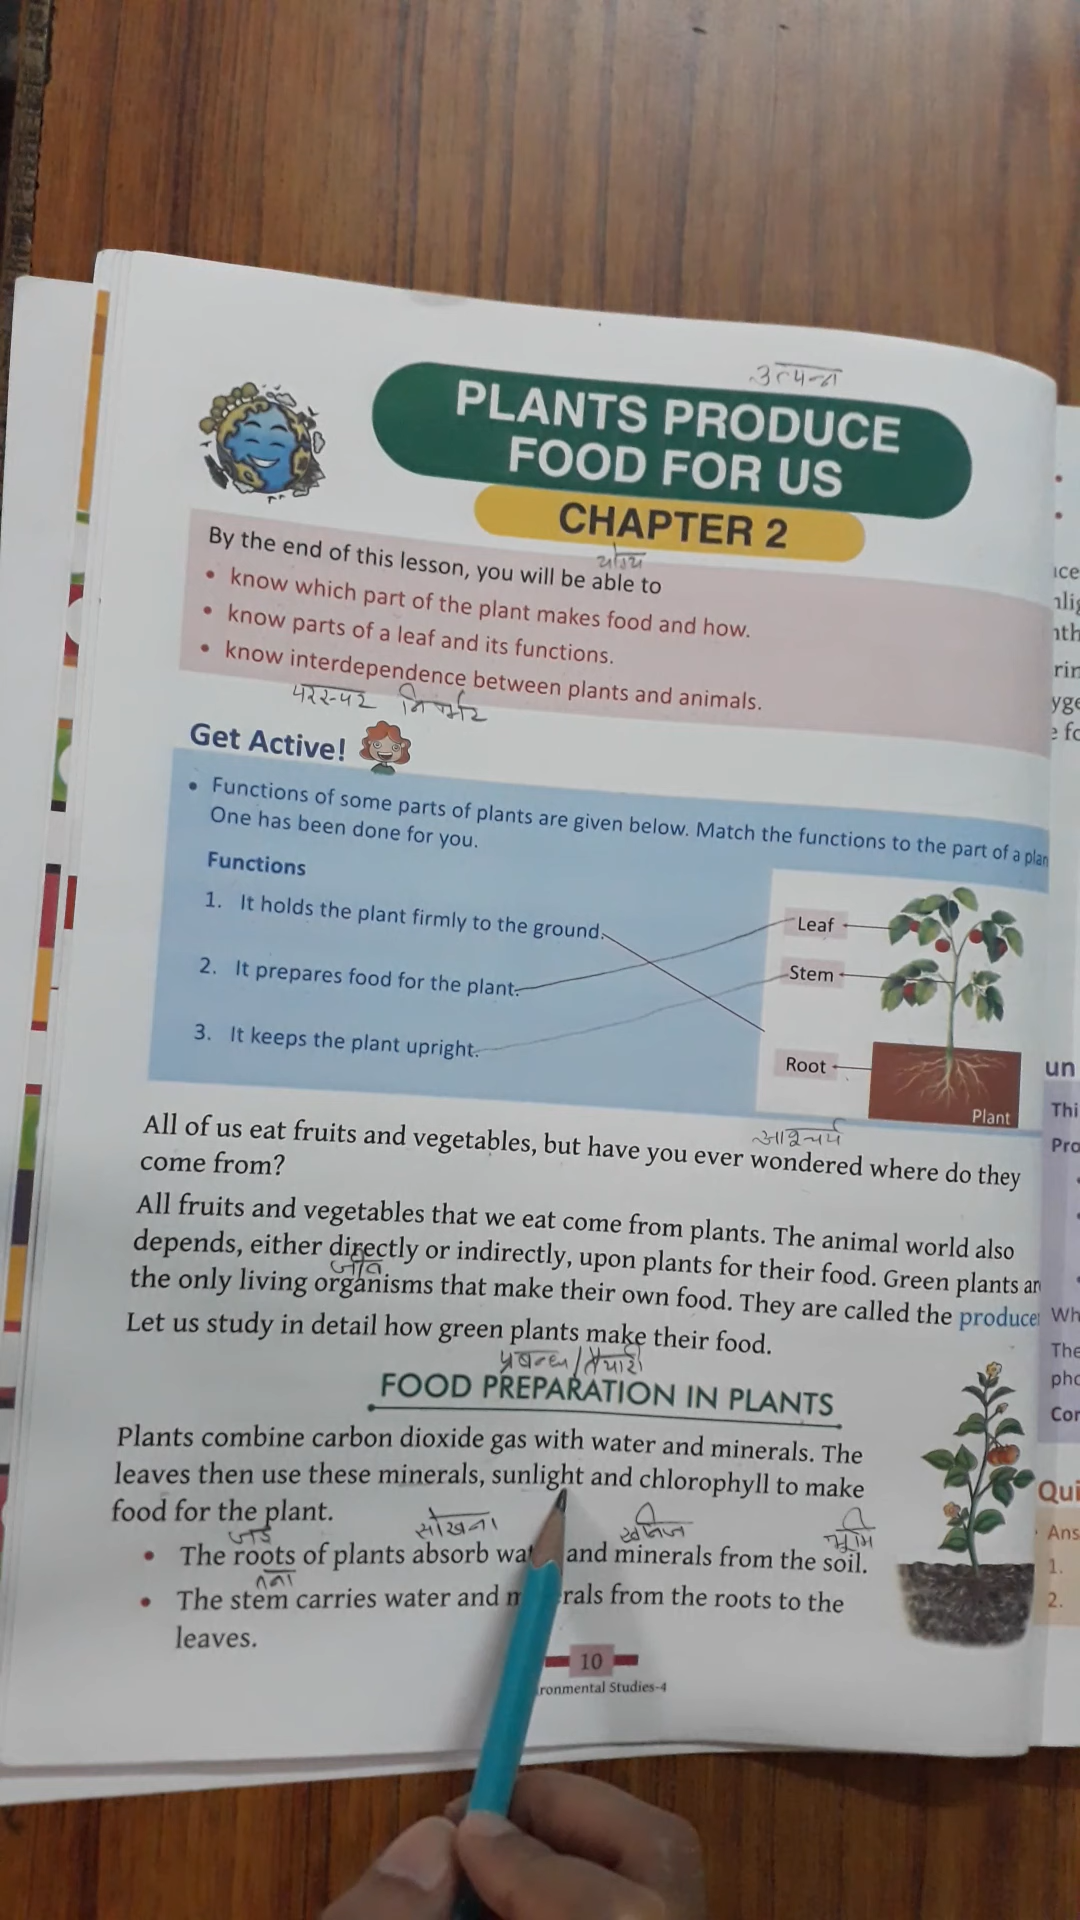 उत्पन्न
PLANTS PRODUCE
FOOD FOR US
CHAPTER 2
By the end of this lesson, you will be able to
योग्य
• know which part of the plant makes food and how.
• know parts of a leaf and its functions.
• know interdependence between plants and animals.
परस्पर निर्भर
Get Active!
• Functions of some parts of plants are given below. Match the functions to the part of a plan
One has been done for you.
Functions
1. It holds the plant firmly to the ground.
2. It prepares food for the plant.
3. It keeps the plant upright.
Leaf
Stem
Root
Plant
आश्चर्य
All of us eat fruits and vegetables, but have you ever wondered where do they
come from?
All fruits and vegetables that we eat come from plants. The animal world also
depends, either directly or indirectly, upon plants for their food. Green plants ar
जीव
the only living organisms that make their own food. They are called the produce
Let us study in detail how green plants make their food.
प्रबन्ध/तैयारी
FOOD PREPARATION IN PLANTS
Plants combine carbon dioxide gas with water and minerals. The
leaves then use these minerals, sunlight and chlorophyll to make
food for the plant.
जड़ सोखना खनिज भूमि
• The roots of plants absorb wat and minerals from the soil.
तना
• The stem carries water and m rals from the roots to the
leaves.
10
ronmental Studies-4
un
Thi
Pro
Wh
The
pho
Con
Qui
Ans
1.
2.